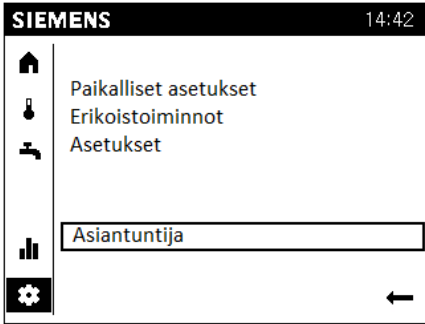 SIEMENS 14:42
Paikalliset asetukset
Erikoistoiminnot
Asetukset
Asiantuntija